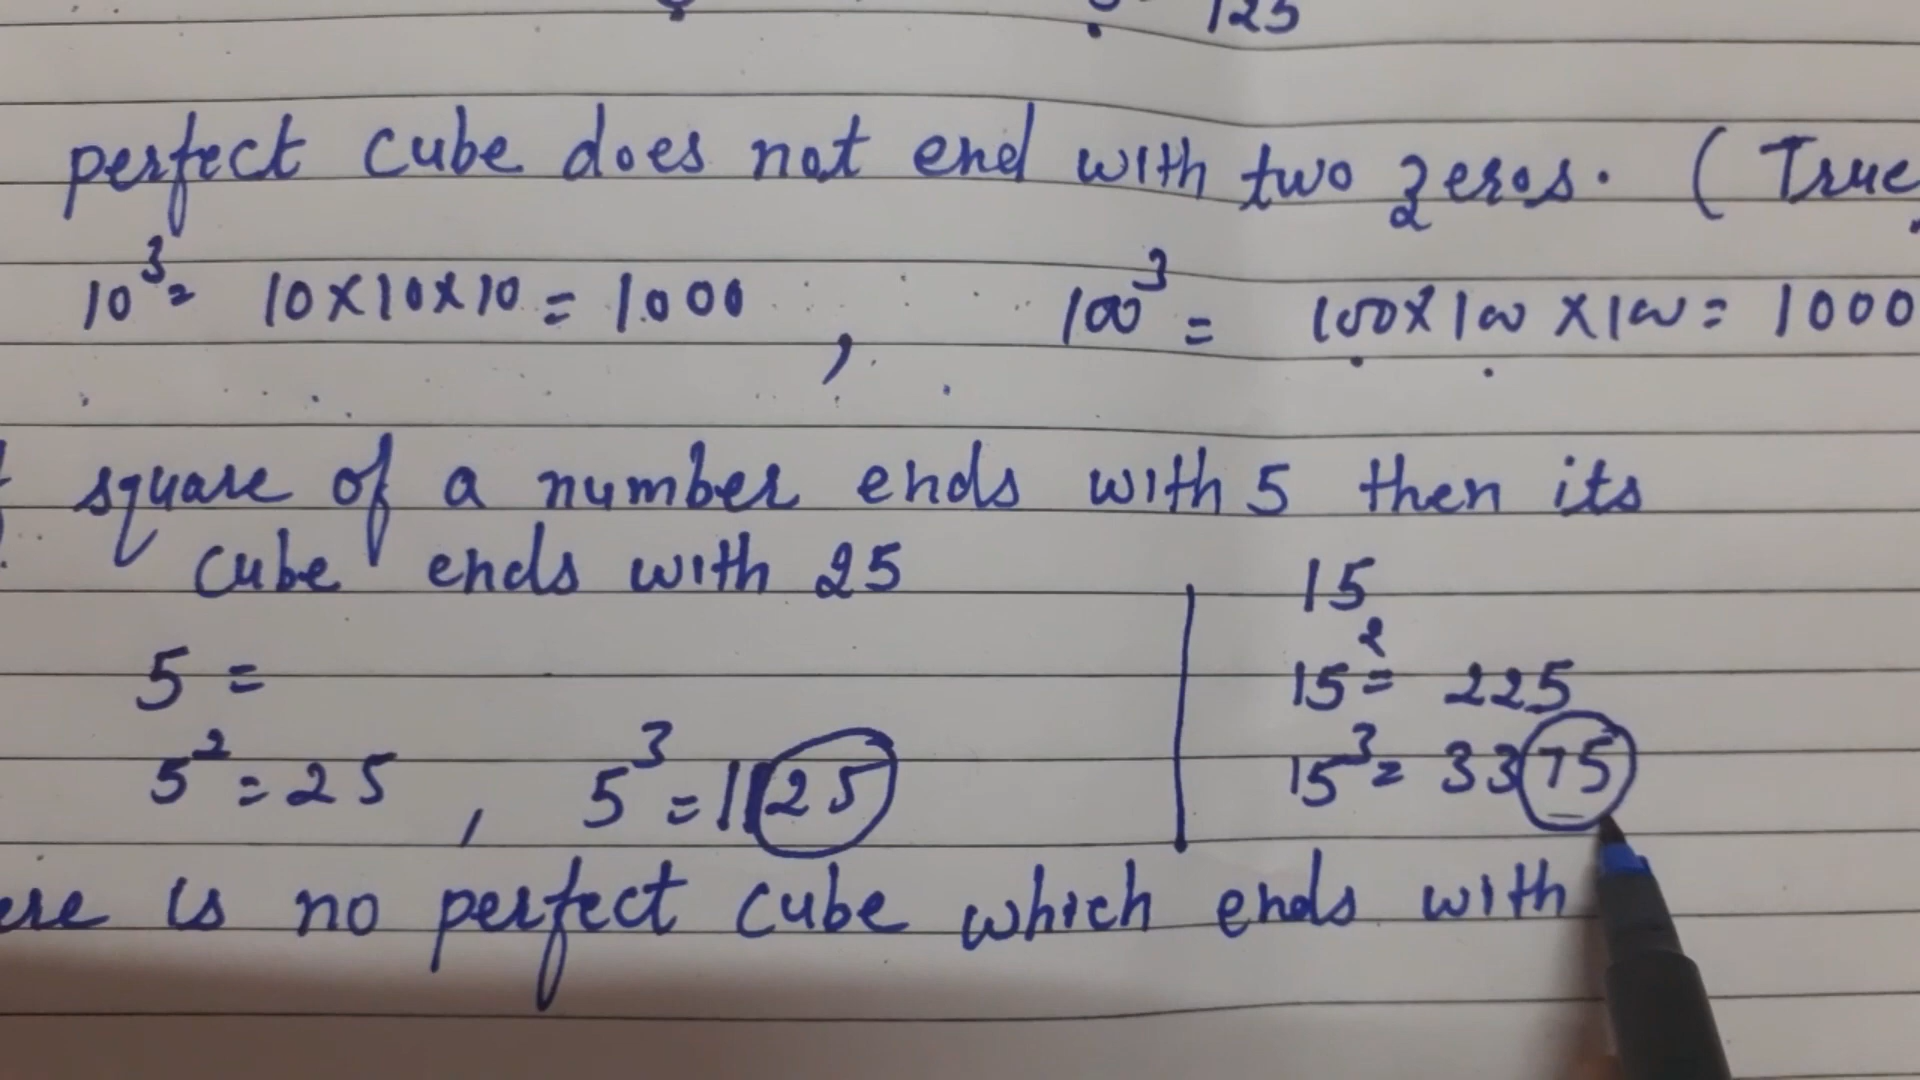 125
perfect cube does not end with two zeros. (True
10³ = 10×10×10 = 1000 , 100³ = 100×100×100 = 1000
square of a number ends with 5 then its
cube ends with 25
15
5 =
15² = 225
5² = 25 , 5³ = 125
15³ = 3375
ere is no perfect cube which ends with